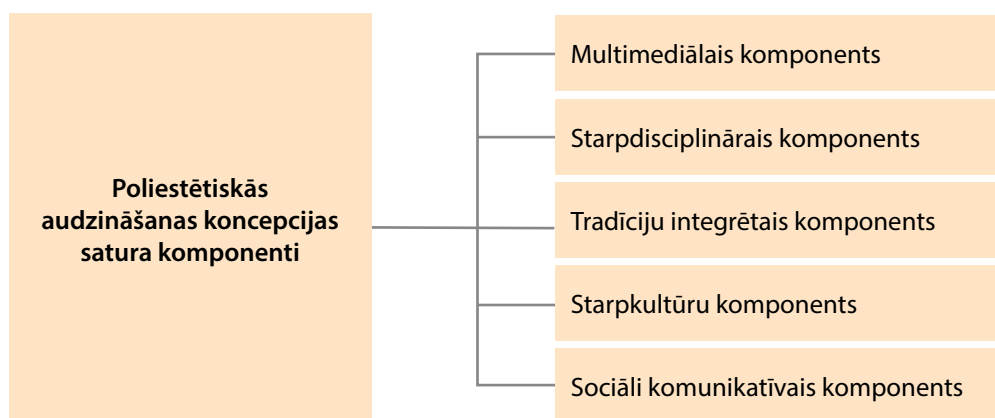 Poliestētiskās
audzināšanas koncepcijas
satura komponenti
Multimediālais komponents
Starpdisciplinārais komponents
Tradīciju integrētais komponents
Starpkultūru komponents
Sociāli komunikatīvais komponents